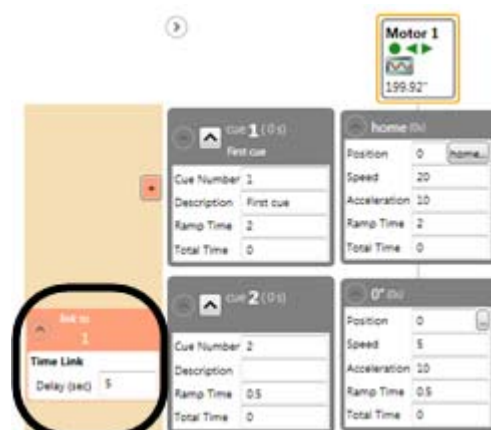 Motor 1
199.92"
cue 1 (0 s)
First cue
Cue Number 1
Description First cue
Ramp Time 2
Total Time 0
home (0s)
Position 0 home...
Speed 20
Acceleration 10
Ramp Time 2
Total Time 0
link to
1
Time Link
Delay (sec) 5
cue 2 (0 s)
Cue Number 2
Description
Ramp Time 0.5
Total Time 0
0" (0s)
Position 0 ...
Speed 5
Acceleration 10
Ramp Time 0.5
Total Time 0